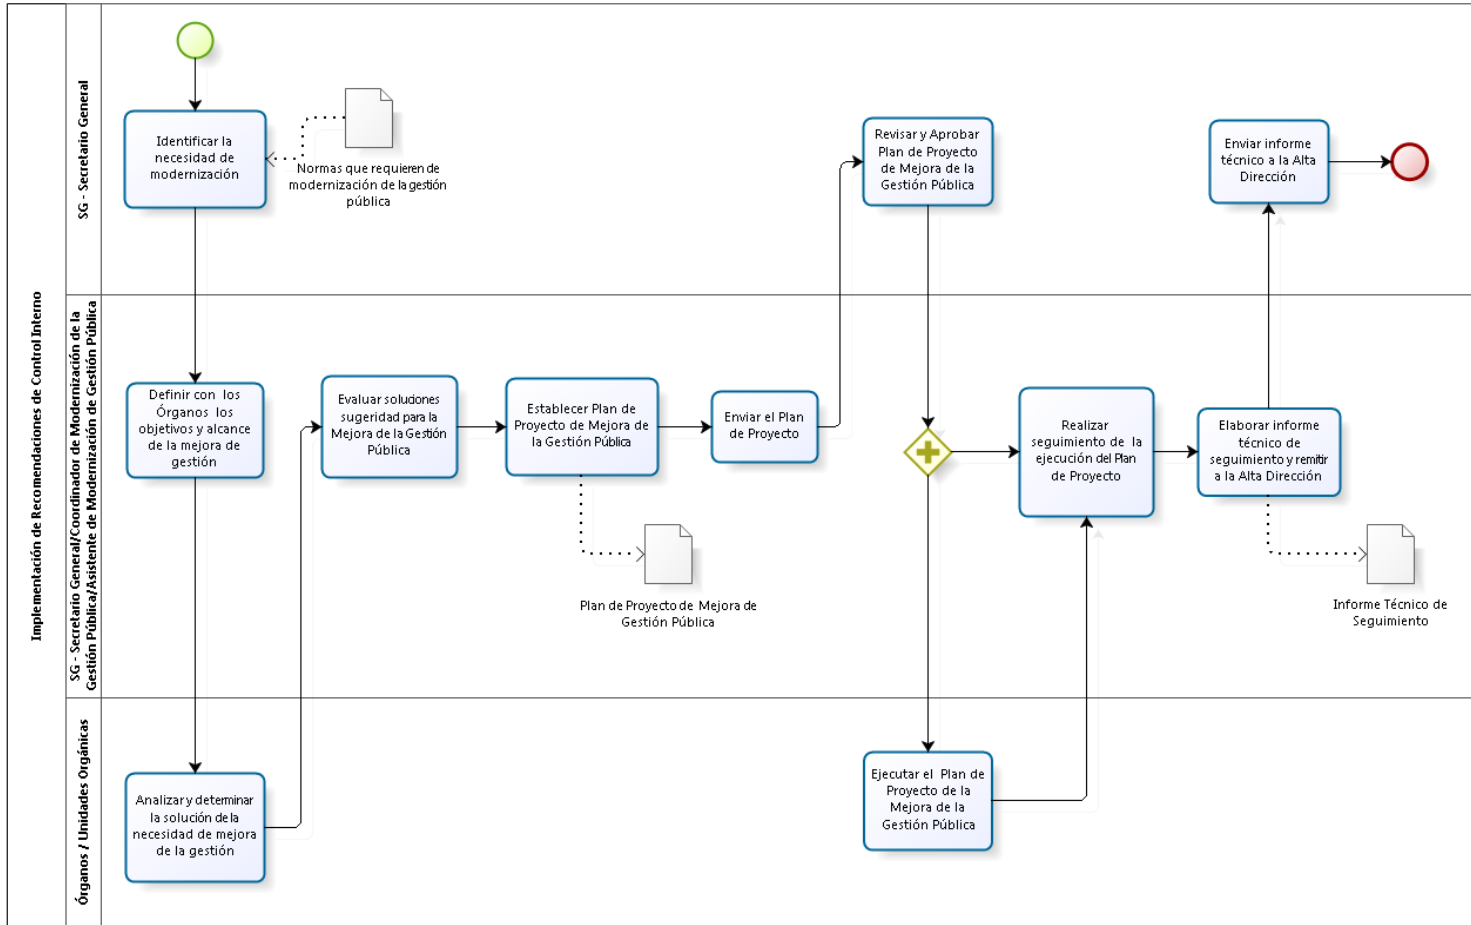 Implementación de Recomendaciones de Control Interno
SG - Secretario General
Identificar la
necesidad de
modernización
Normas que requieren de
modernización de la gestión
pública
Revisar y Aprobar
Plan de Proyecto
de Mejora de la
Gestión Pública
Enviar informe
técnico a la Alta
Dirección
SG - Secretario General/Coordinador de Modernización de la
Gestión Pública/Asistente de Modernización de Gestión Pública
Definir con los
Órganos los
objetivos y alcance
de la mejora de
gestión
Evaluar soluciones
sugeridad para la
Mejora de la Gestión
Pública
Establecer Plan de
Proyecto de Mejora de
la Gestión Pública
Enviar el Plan
de Proyecto
Realizar
seguimiento de la
ejecución del Plan
de Proyecto
Elaborar informe
técnico de
seguimiento y remitir
a la Alta Dirección
Plan de Proyecto de Mejora de
Gestión Pública
Informe Técnico de
Seguimiento
Órganos / Unidades Orgánicas
Analizar y determinar
la solución de la
necesidad de mejora
de la gestión
Ejecutar el Plan de
Proyecto de la
Mejora de la
Gestión Pública